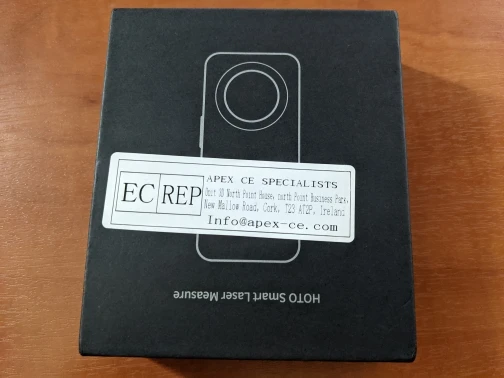 EC REP
APEX CE SPECIALISTS
Unit 10 North Point House, north Point Business Park,
New Mallow Road, Cork, T23 AT2P, Ireland
Info@apex-ce.com
HOTO Smart Laser Measure